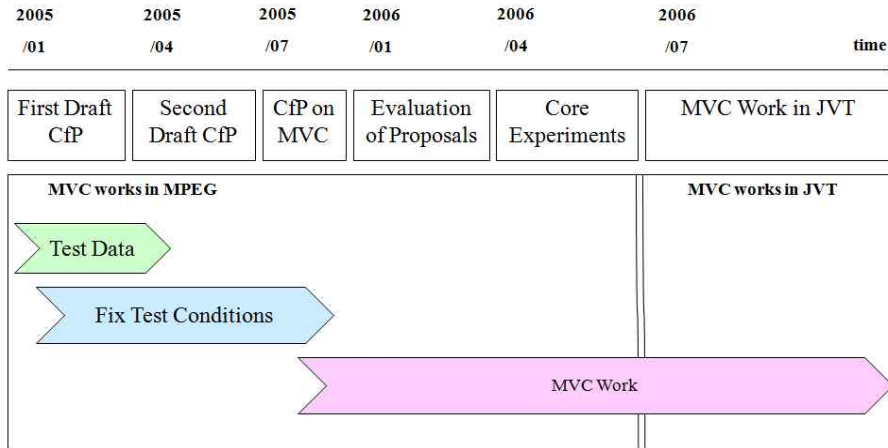 2005 2005 2005 2006 2006 2006
/01 /04 /07 /01 /04 /07 time
First Draft CfP
Second Draft CfP
CfP on MVC
Evaluation of Proposals
Core Experiments
MVC Work in JVT
MVC works in MPEG
MVC works in JVT
Test Data
Fix Test Conditions
MVC Work